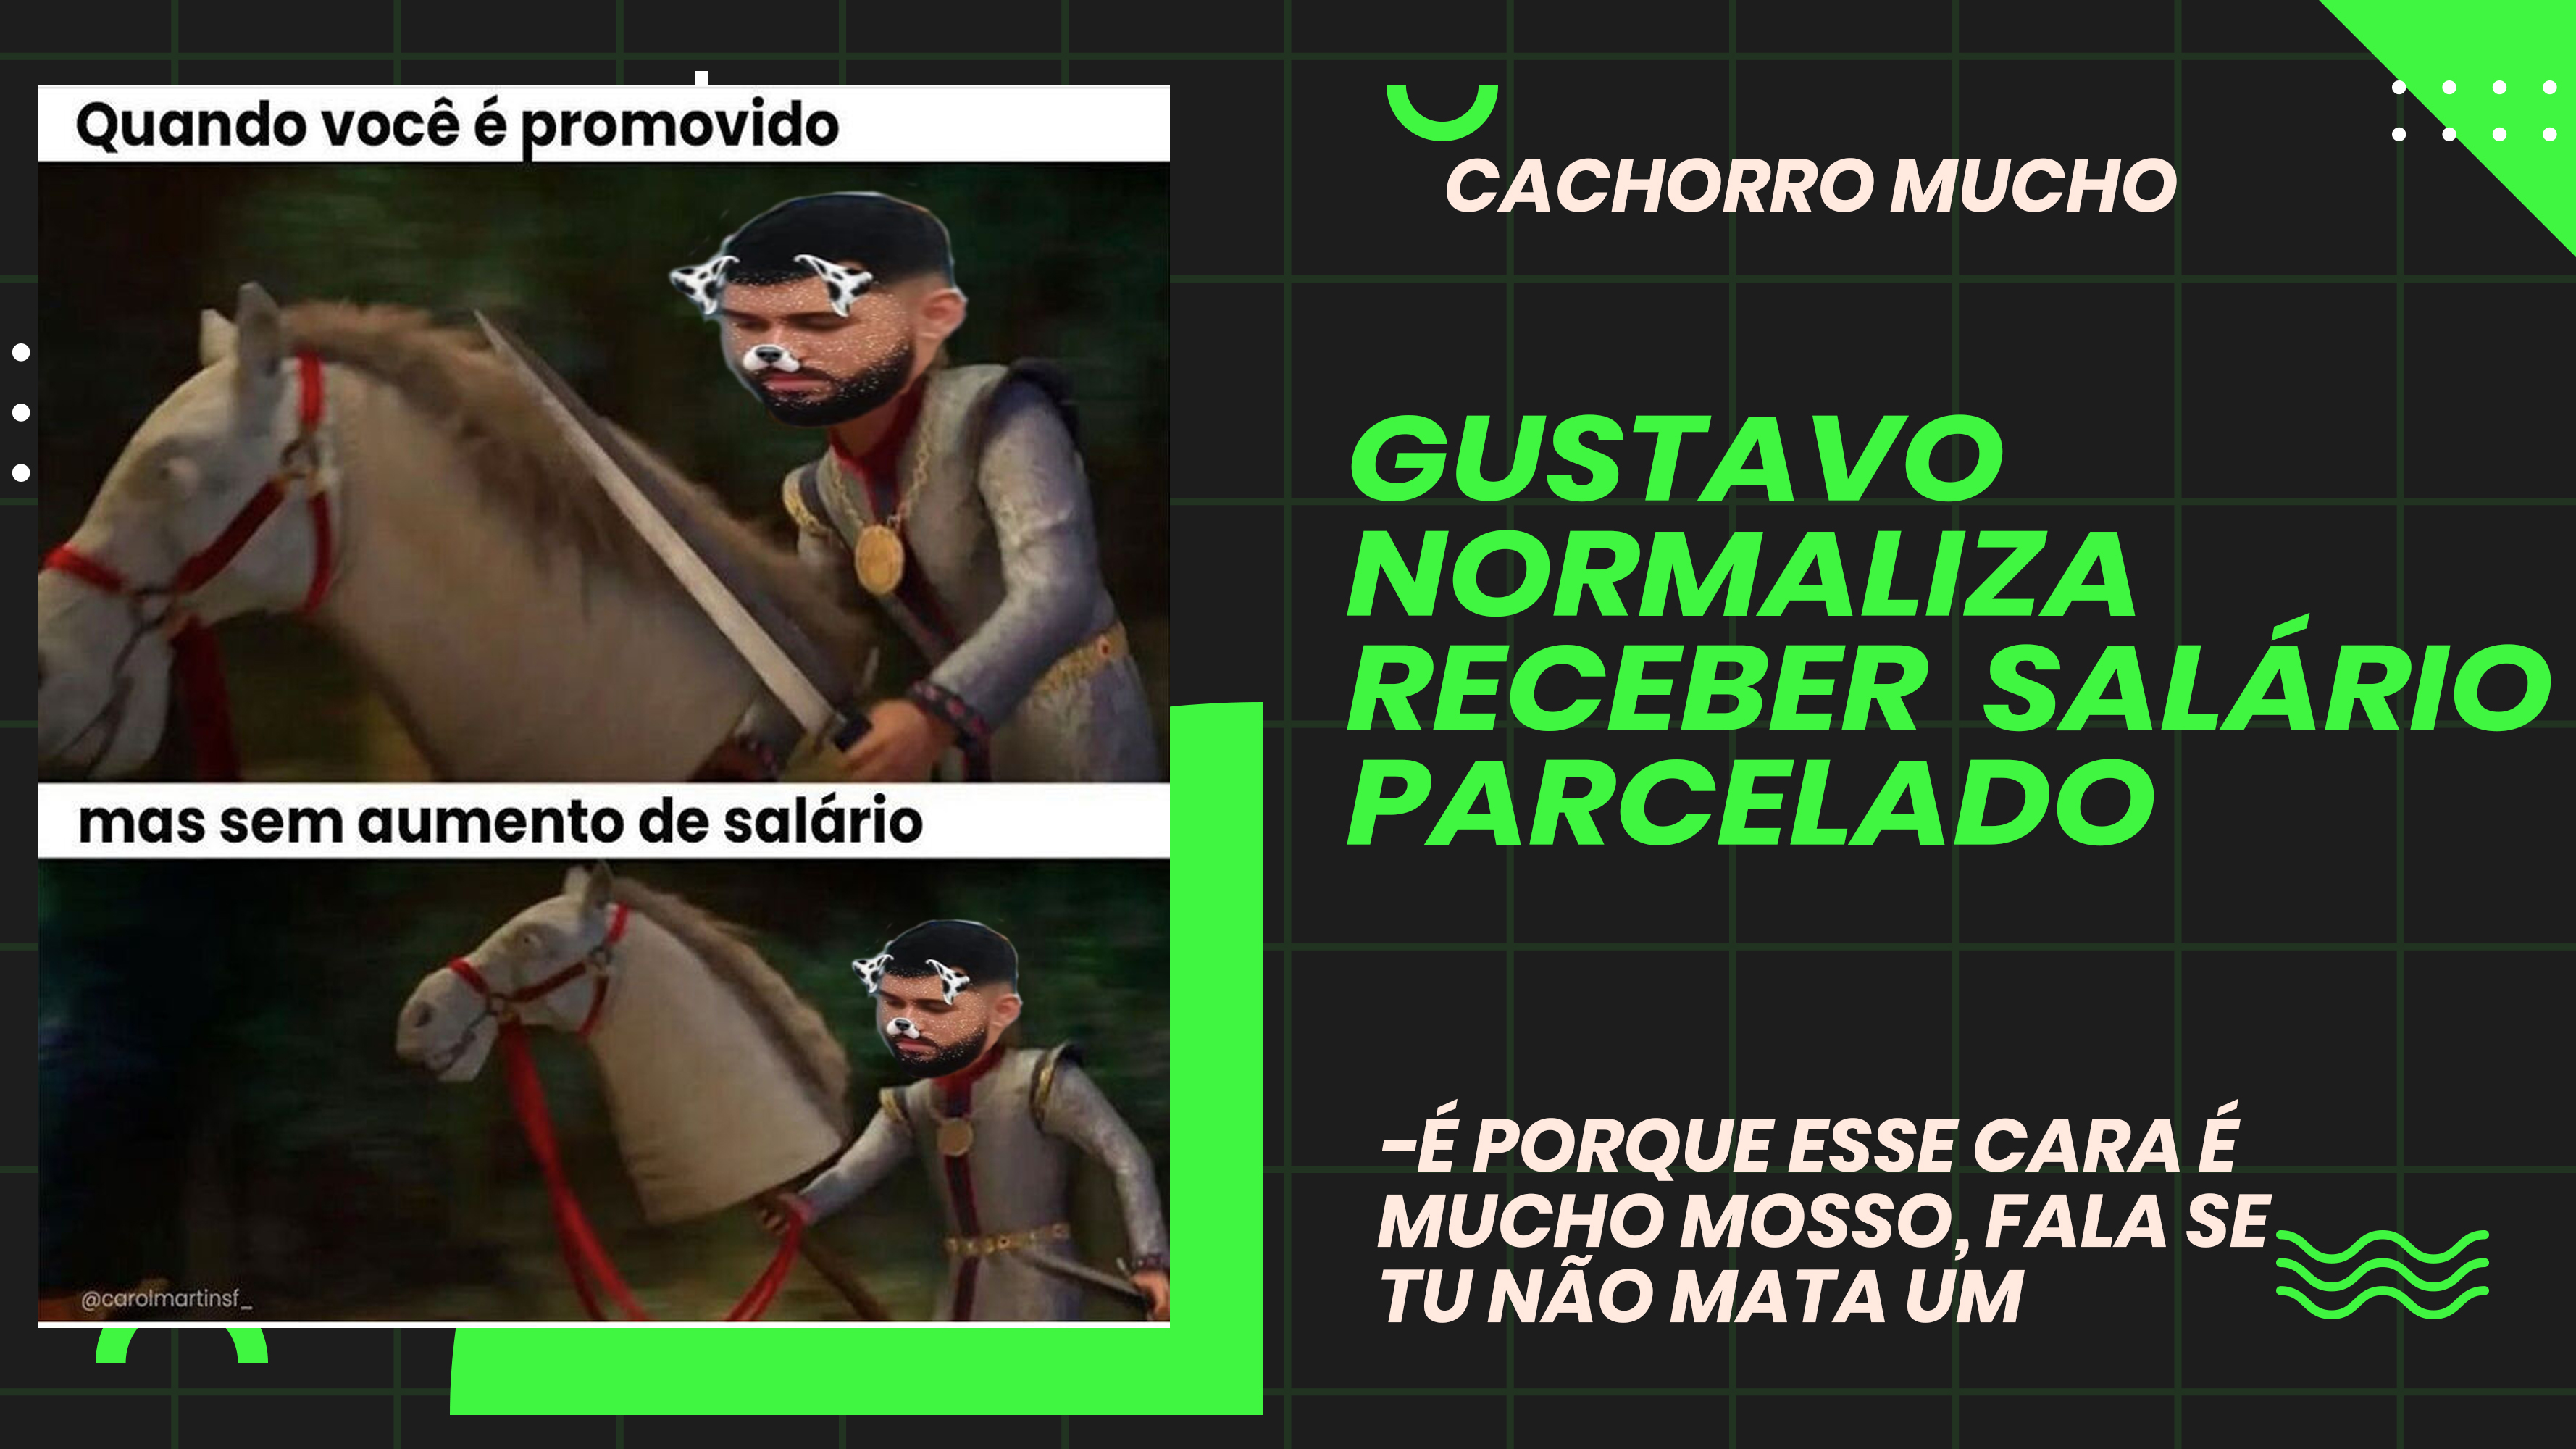 Quando você é promovido
mas sem aumento de salário
@carolmartinsf_
CACHORRO MUCHO
GUSTAVO
NORMALIZA
RECEBER SALÁRIO
PARCELADO
-É PORQUE ESSE CARA É
MUCHO MOSSO, FALA SE
TU NÃO MATA UM